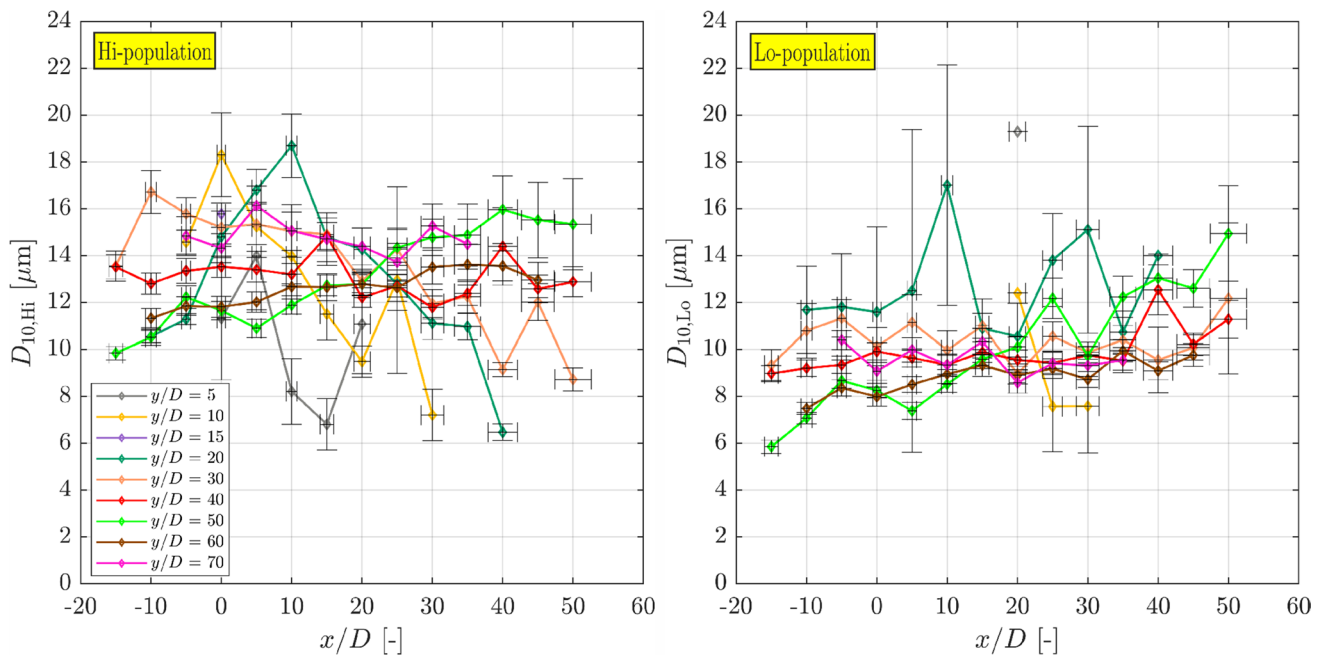 Hi-population
24
22
20
18
16
14
12
10
8
6
4
2
0
D10,Hi [μm]
y/D = 5
y/D = 10
y/D = 15
y/D = 20
y/D = 30
y/D = 40
y/D = 50
y/D = 60
y/D = 70
-20 -10 0 10 20 30 40 50 60
x/D [-]
Lo-population
24
22
20
18
16
14
12
10
8
6
4
2
0
D10,Lo [μm]
-20 -10 0 10 20 30 40 50 60
x/D [-]